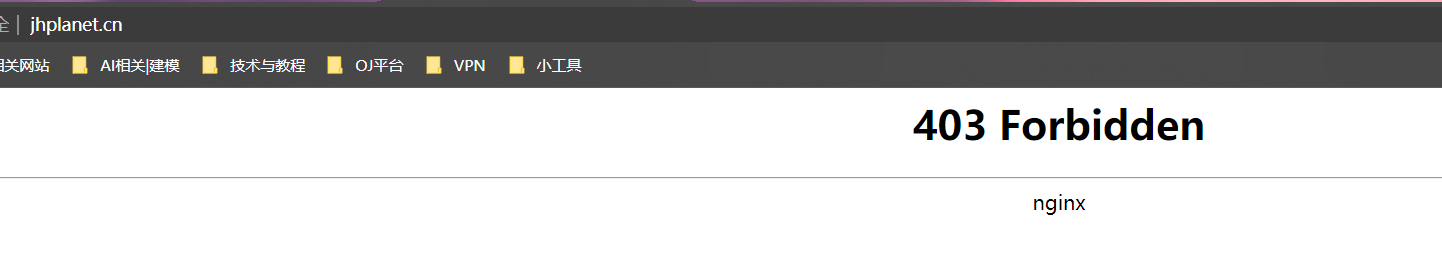 全 | jhplanet.cn
相关网站 AI相关|建模 技术与教程 OJ平台 VPN 小工具
403 Forbidden
nginx